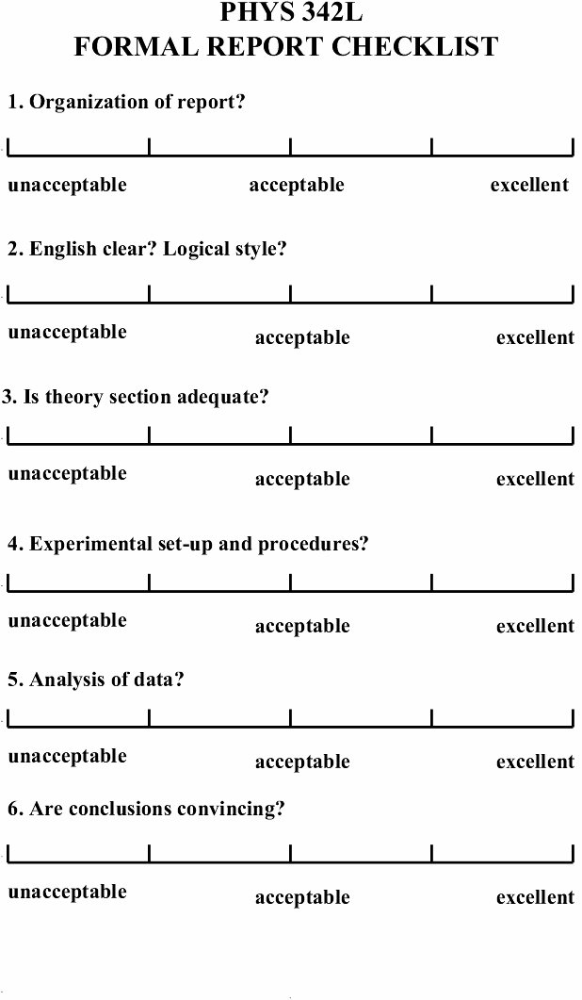 PHYS 342L
FORMAL REPORT CHECKLIST
1. Organization of report?
unacceptable acceptable excellent
2. English clear? Logical style?
unacceptable acceptable excellent
3. Is theory section adequate?
unacceptable acceptable excellent
4. Experimental set-up and procedures?
unacceptable acceptable excellent
5. Analysis of data?
unacceptable acceptable excellent
6. Are conclusions convincing?
unacceptable acceptable excellent